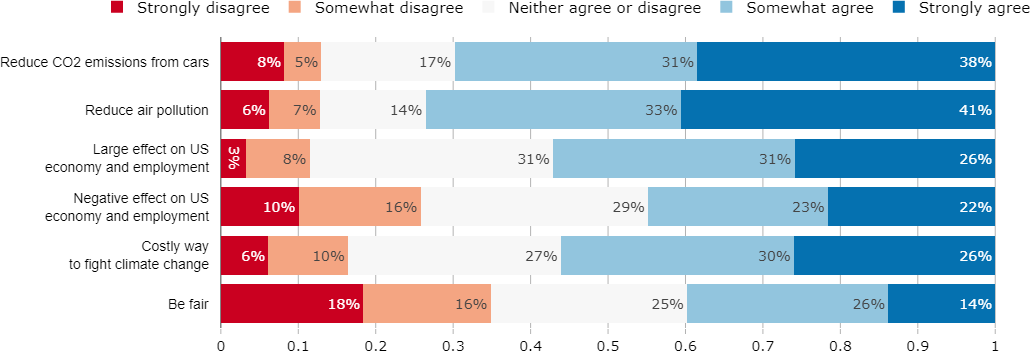 Strongly disagree Somewhat disagree Neither agree or disagree Somewhat agree Strongly agree
Reduce CO2 emissions from cars 8% 5% 17% 31% 38%
Reduce air pollution 6% 7% 14% 33% 41%
Large effect on US
economy and employment 3% 8% 31% 31% 26%
Negative effect on US
economy and employment 10% 16% 29% 23% 22%
Costly way
to fight climate change 6% 10% 27% 30% 26%
Be fair 18% 16% 25% 26% 14%
0 0.1 0.2 0.3 0.4 0.5 0.6 0.7 0.8 0.9 1